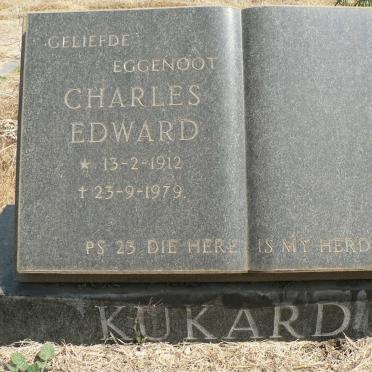 GELIEFDE
EGGENOOT
CHARLES
EDWARD
* 13-2-1912
† 23-9-1979.
PS 23 DIE HERE IS MY HERD
KUKARD